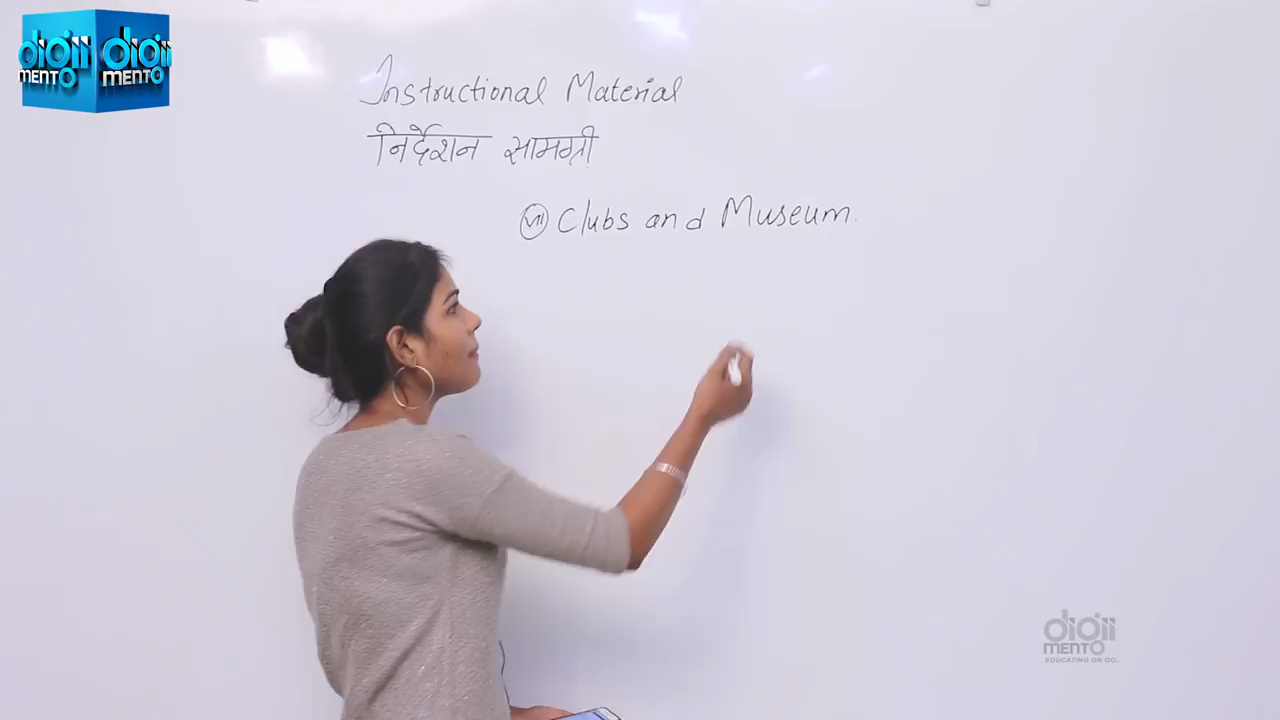 digii MENTO digii MENTO
Instructional Material
निर्देशन सामग्री
VII Clubs and Museum.
digii MENTO
EDUCATING ON GO...